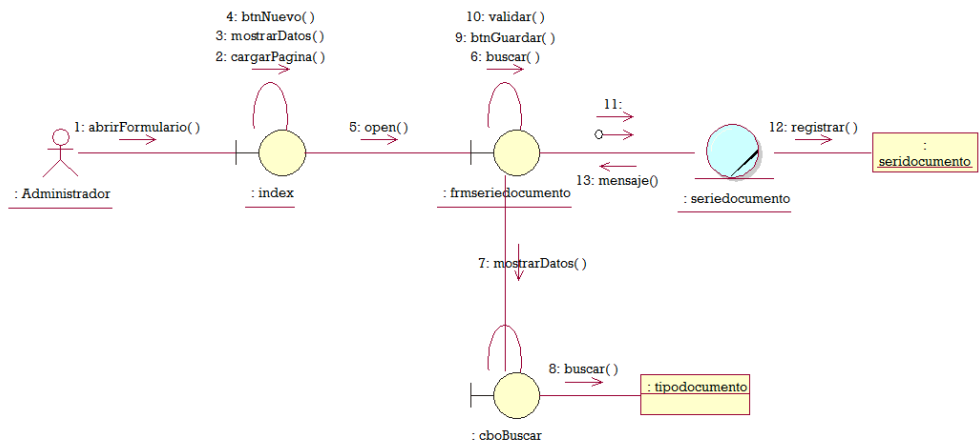 4: btnNuevo( )
3: mostrarDatos( )
2: cargarPagina( )
10: validar( )
9: btnGuardar( )
6: buscar( )
1: abrirFormulario( )
5: open( )
11:
12: registrar( )
13: mensaje()
: Administrador
: index
: frmseriedocumento
: seriedocumento
:
seridocumento
7: mostrarDatos( )
8: buscar( )
: tipodocumento
: cboBuscar